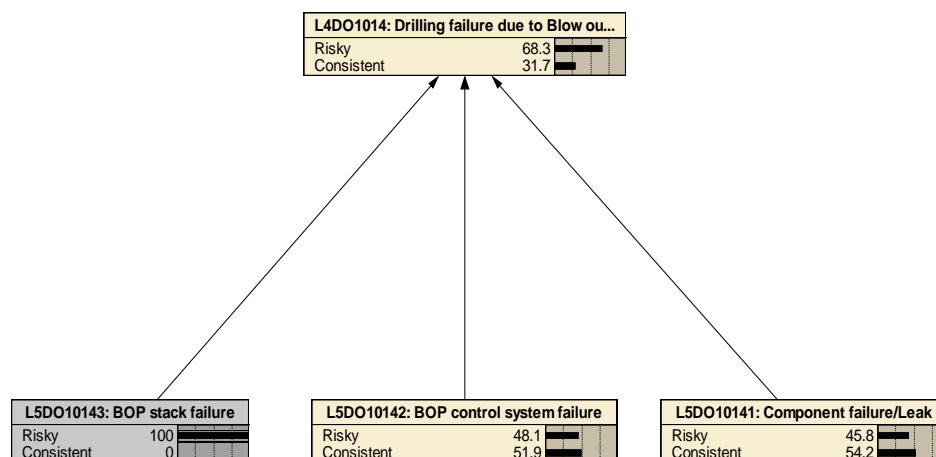 L4DO1014: Drilling failure due to Blow ou...
Risky 68.3
Consistent 31.7
L5DO10143: BOP stack failure
Risky 100
Consistent 0
L5DO10142: BOP control system failure
Risky 48.1
Consistent 51.9
L5DO10141: Component failure/Leak
Risky 45.8
Consistent 54.2